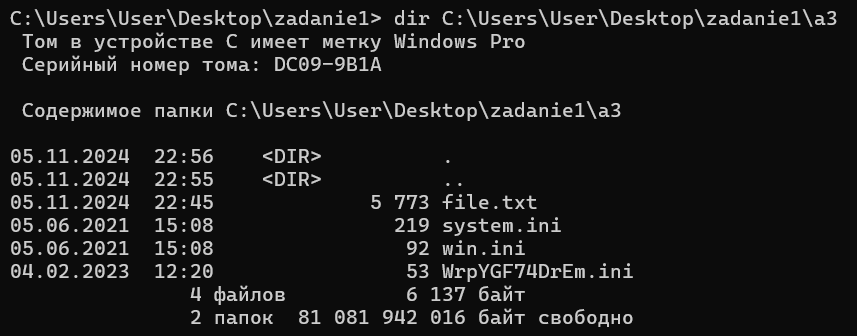 C:\Users\User\Desktop\zadanie1> dir C:\Users\User\Desktop\zadanie1\a3
Том в устройстве C имеет метку Windows Pro
Серийный номер тома: DC09-9B1A
Содержимое папки C:\Users\User\Desktop\zadanie1\a3
05.11.2024  22:56    <DIR>          .
05.11.2024  22:55    <DIR>          ..
05.11.2024  22:45             5 773 file.txt
05.06.2021  15:08               219 system.ini
05.06.2021  15:08                92 win.ini
04.02.2023  12:20                53 WrpYGF74DrEm.ini
4 файлов          6 137 байт
2 папок  81 081 942 016 байт свободно